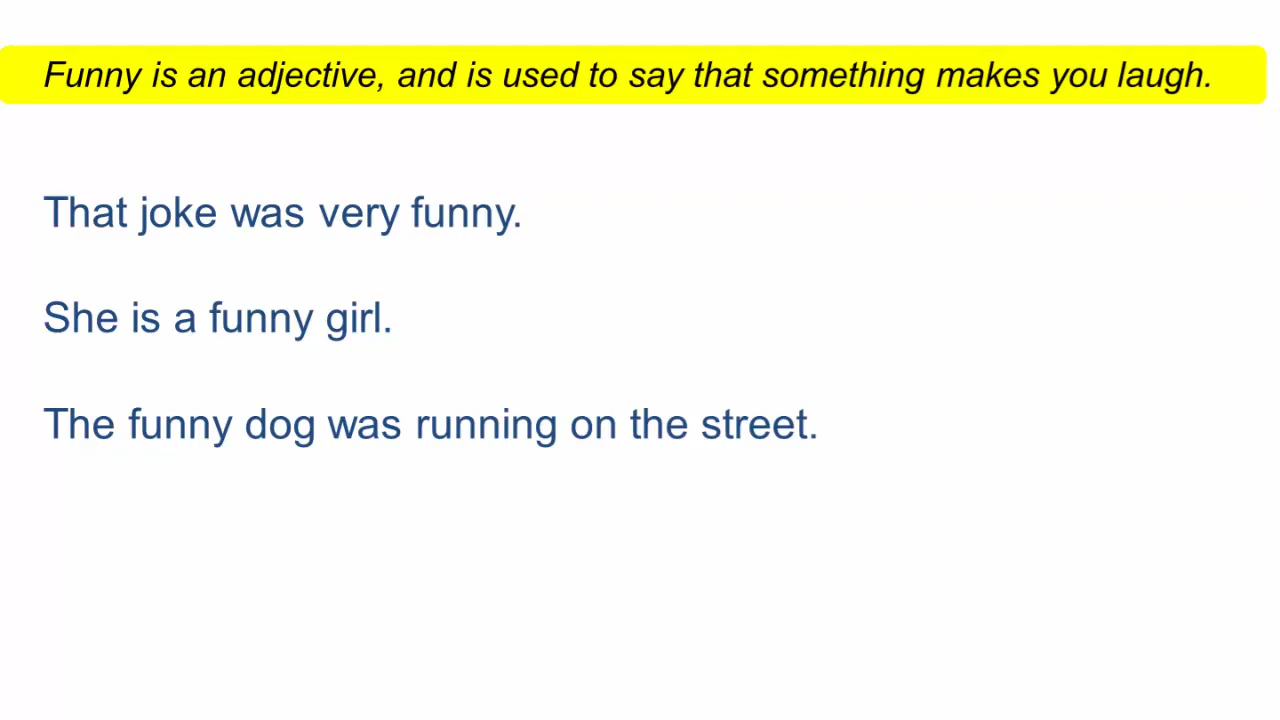 Funny is an adjective, and is used to say that something makes you laugh.
That joke was very funny.
She is a funny girl.
The funny dog was running on the street.